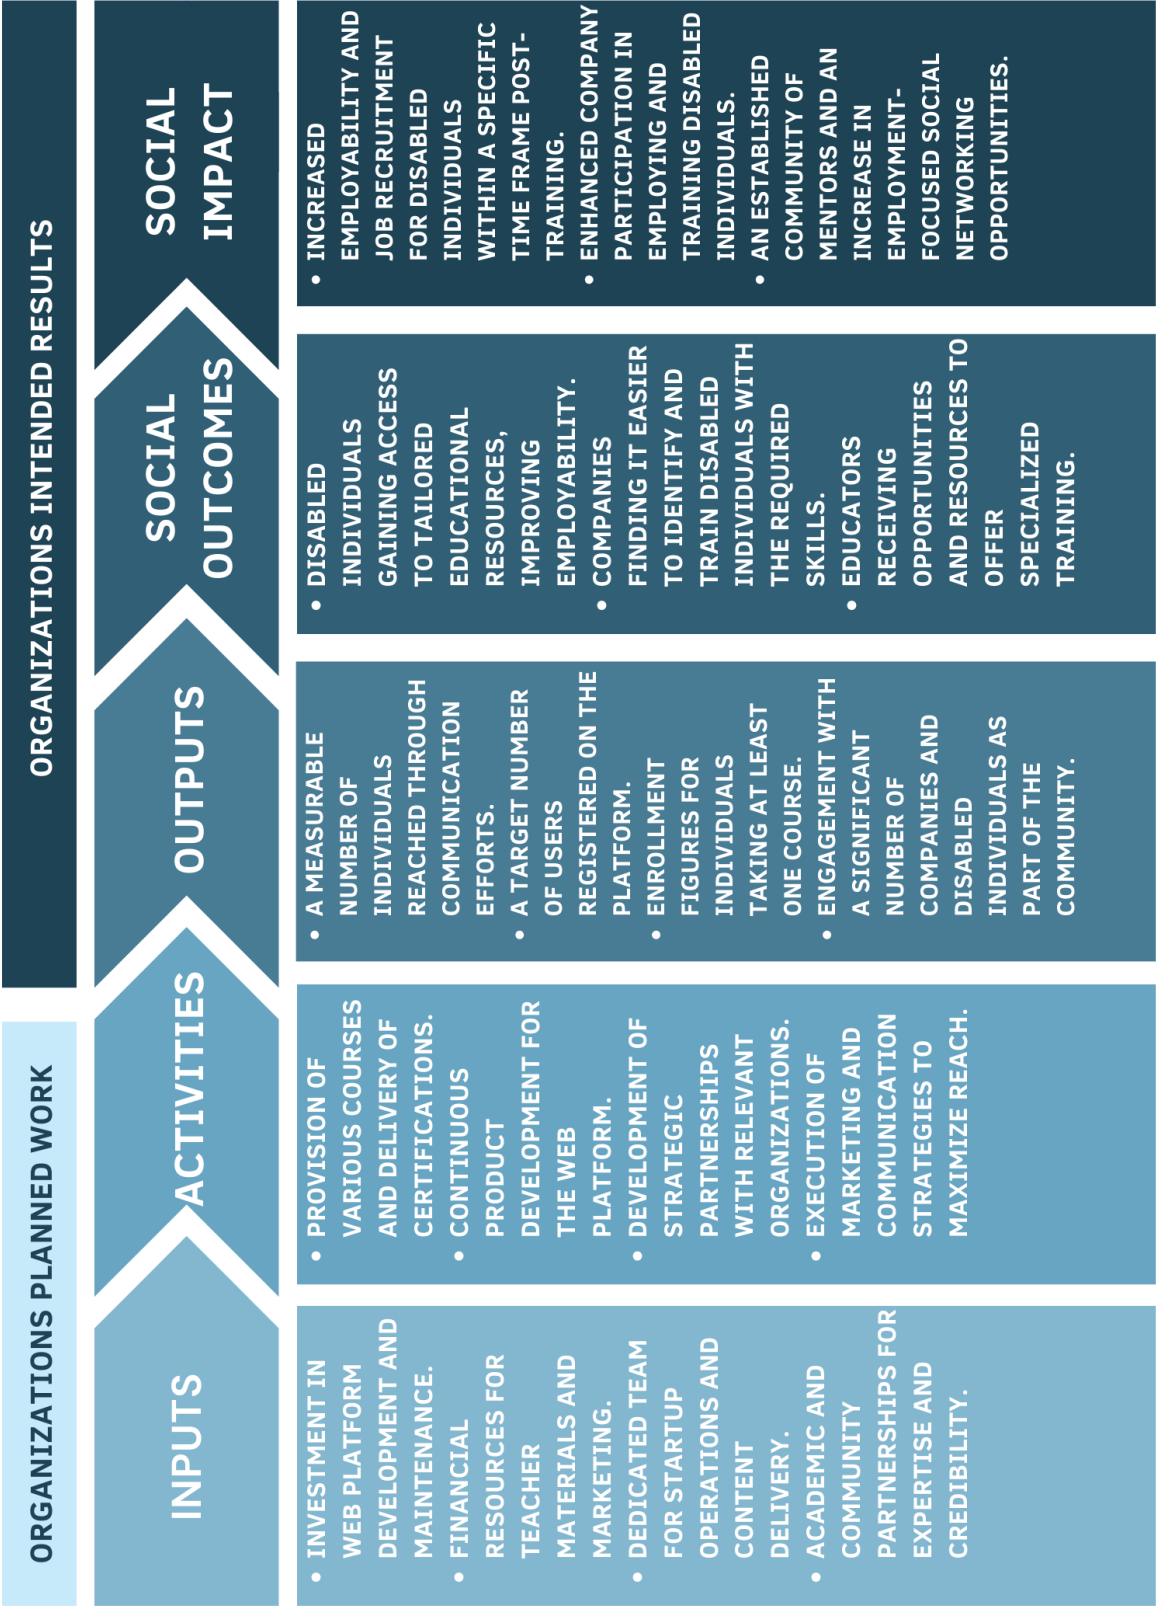 ORGANIZATIONS PLANNED WORK
ORGANIZATIONS INTENDED RESULTS
INPUTS
ACTIVITIES
OUTPUTS
SOCIAL
OUTCOMES
SOCIAL
IMPACT
• INVESTMENT IN
WEB PLATFORM
DEVELOPMENT AND
MAINTENANCE.
• FINANCIAL
RESOURCES FOR
TEACHER
MATERIALS AND
MARKETING.
• DEDICATED TEAM
FOR STARTUP
OPERATIONS AND
CONTENT
DELIVERY.
• ACADEMIC AND
COMMUNITY
PARTNERSHIPS FOR
EXPERTISE AND
CREDIBILITY.
• PROVISION OF
VARIOUS COURSES
AND DELIVERY OF
CERTIFICATIONS.
• CONTINUOUS
PRODUCT
DEVELOPMENT FOR
THE WEB
PLATFORM.
• DEVELOPMENT OF
STRATEGIC
PARTNERSHIPS
WITH RELEVANT
ORGANIZATIONS.
• EXECUTION OF
MARKETING AND
COMMUNICATION
STRATEGIES TO
MAXIMIZE REACH.
• A MEASURABLE
NUMBER OF
INDIVIDUALS
REACHED THROUGH
COMMUNICATION
EFFORTS.
• A TARGET NUMBER
OF USERS
REGISTERED ON THE
PLATFORM.
• ENROLLMENT
FIGURES FOR
INDIVIDUALS
TAKING AT LEAST
ONE COURSE.
• ENGAGEMENT WITH
A SIGNIFICANT
NUMBER OF
COMPANIES AND
DISABLED
INDIVIDUALS AS
PART OF THE
COMMUNITY.
• DISABLED
INDIVIDUALS
GAINING ACCESS
TO TAILORED
EDUCATIONAL
RESOURCES,
IMPROVING
EMPLOYABILITY.
• COMPANIES
FINDING IT EASIER
TO IDENTIFY AND
TRAIN DISABLED
INDIVIDUALS WITH
THE REQUIRED
SKILLS.
• EDUCATORS
RECEIVING
OPPORTUNITIES
AND RESOURCES TO
OFFER
SPECIALIZED
TRAINING.
• INCREASED
EMPLOYABILITY AND
JOB RECRUITMENT
FOR DISABLED
INDIVIDUALS
WITHIN A SPECIFIC
TIME FRAME POST-
TRAINING.
• ENHANCED COMPANY
PARTICIPATION IN
EMPLOYING AND
TRAINING DISABLED
INDIVIDUALS.
• AN ESTABLISHED
COMMUNITY OF
MENTORS AND AN
INCREASE IN
EMPLOYMENT-
FOCUSED SOCIAL
NETWORKING
OPPORTUNITIES.